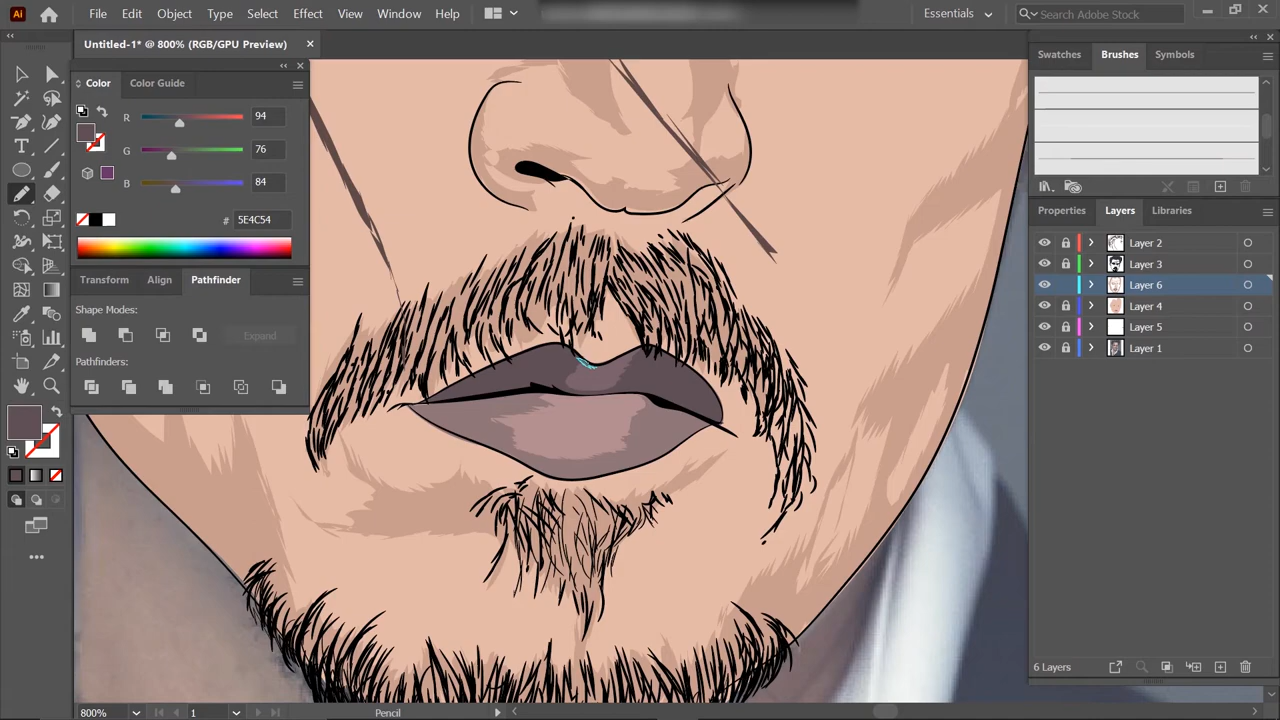 Ai File Edit Object Type Select Effect View Window Help Essentials Search Adobe Stock
Untitled-1* @ 800% (RGB/GPU Preview)
Color Color Guide
R 94
G 76
B 84
# 5E4C54
Transform Align Pathfinder
Shape Modes:
Expand
Pathfinders:
Swatches Brushes Symbols
Properties Layers Libraries
Layer 2
Layer 3
Layer 6
Layer 4
Layer 5
Layer 1
6 Layers
800% 1 Pencil